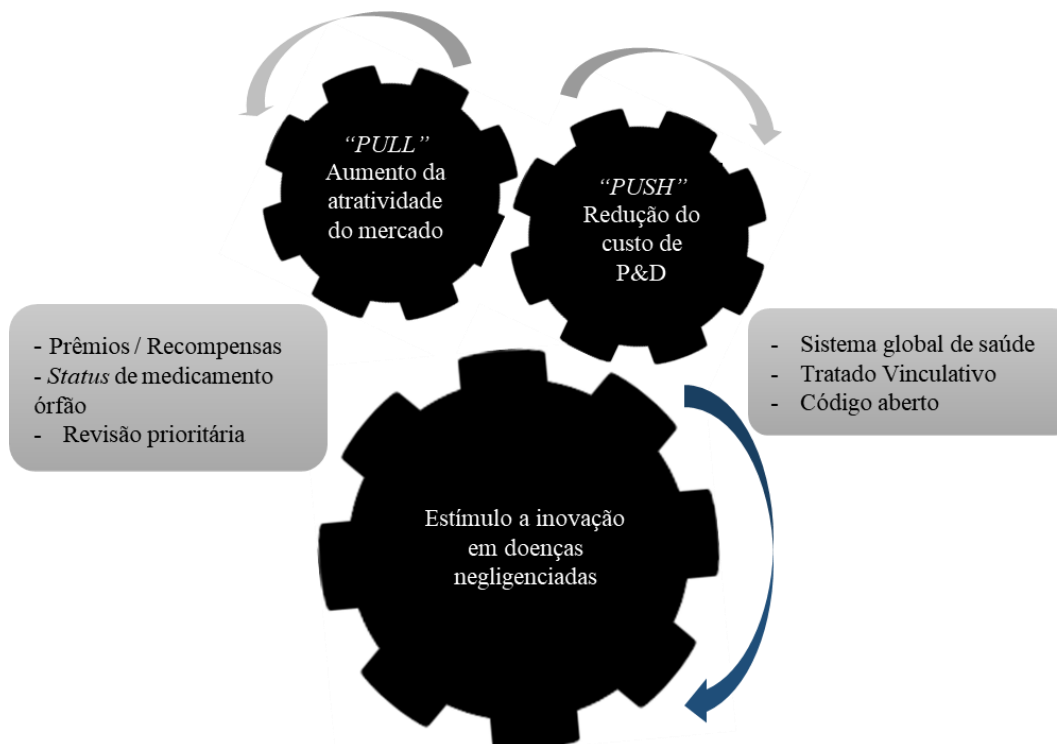 “PULL”
Aumento da
atratividade
do mercado
“PUSH”
Redução do
custo de
P&D
- Prêmios / Recompensas
- Status de medicamento
órfão
- Revisão prioritária
- Sistema global de saúde
- Tratado Vinculativo
- Código aberto
Estímulo a inovação
em doenças
negligenciadas